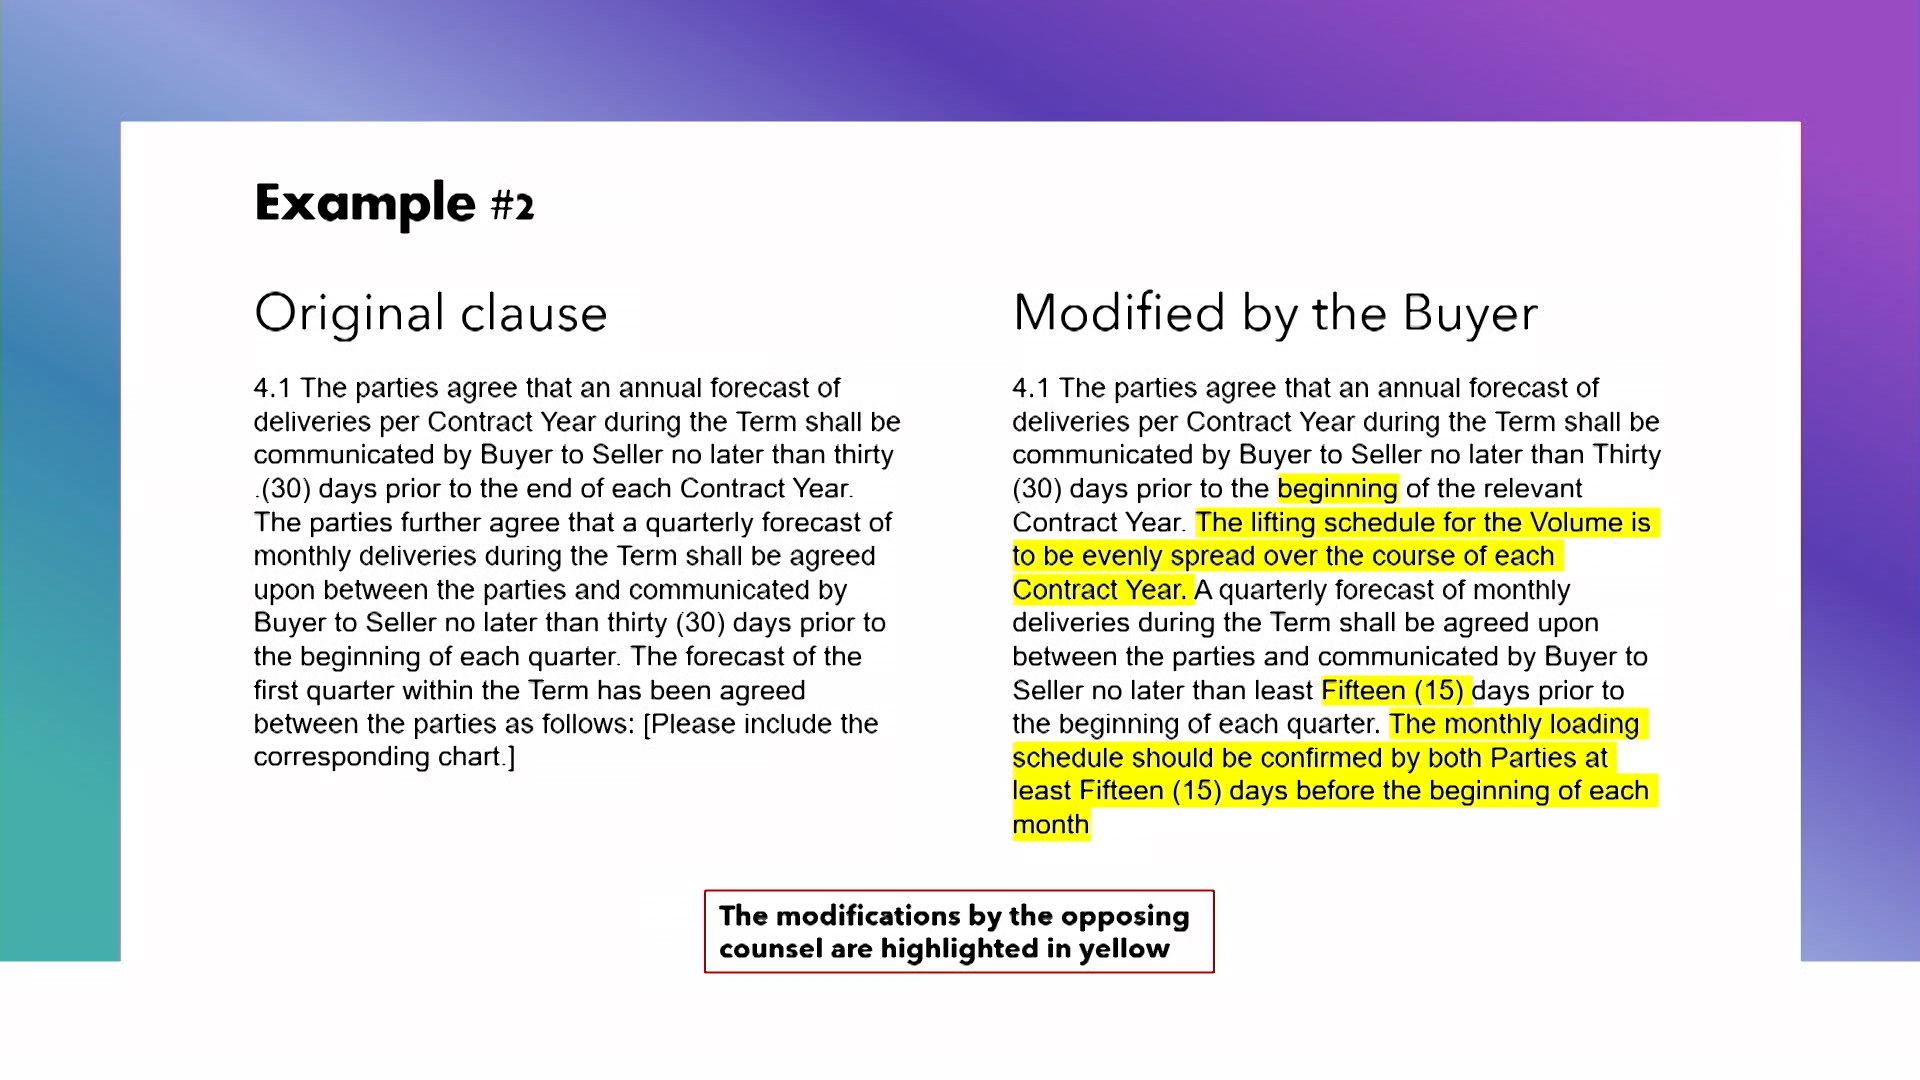 Example #2
Original clause
4.1 The parties agree that an annual forecast of
deliveries per Contract Year during the Term shall be
communicated by Buyer to Seller no later than thirty
.(30) days prior to the end of each Contract Year.
The parties further agree that a quarterly forecast of
monthly deliveries during the Term shall be agreed
upon between the parties and communicated by
Buyer to Seller no later than thirty (30) days prior to
the beginning of each quarter. The forecast of the
first quarter within the Term has been agreed
between the parties as follows: [Please include the
corresponding chart.]
Modified by the Buyer
4.1 The parties agree that an annual forecast of
deliveries per Contract Year during the Term shall be
communicated by Buyer to Seller no later than Thirty
(30) days prior to the beginning of the relevant
Contract Year. The lifting schedule for the Volume is
to be evenly spread over the course of each
Contract Year. A quarterly forecast of monthly
deliveries during the Term shall be agreed upon
between the parties and communicated by Buyer to
Seller no later than least Fifteen (15) days prior to
the beginning of each quarter. The monthly loading
schedule should be confirmed by both Parties at
least Fifteen (15) days before the beginning of each
month
The modifications by the opposing
counsel are highlighted in yellow